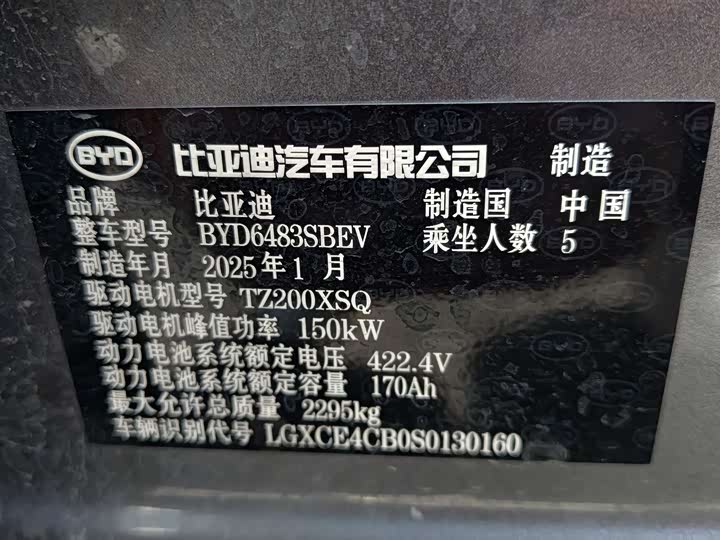 BYD 比亚迪汽车有限公司 制造
品牌 比亚迪 制造国 中国
整车型号 BYD6483SBEV 乘坐人数 5
制造年月 2025年1月
驱动电机型号 TZ200XSQ
驱动电机峰值功率 150kW
动力电池系统额定电压 422.4V
动力电池系统额定容量 170Ah
最大允许总质量 2295kg
车辆识别代号 LGXCE4CB0S0130160